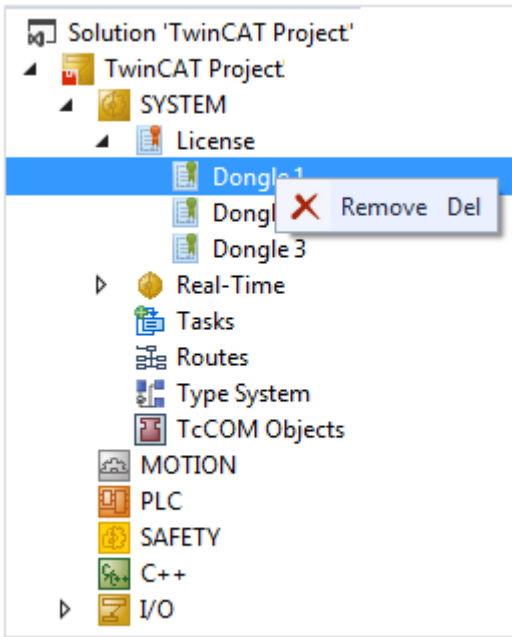 Solution 'TwinCAT Project'
TwinCAT Project
SYSTEM
License
Dongle 1
Remove Del
Dongl
Dongle 3
Real-Time
Tasks
Routes
Type System
TcCOM Objects
MOTION
PLC
SAFETY
C++
I/O